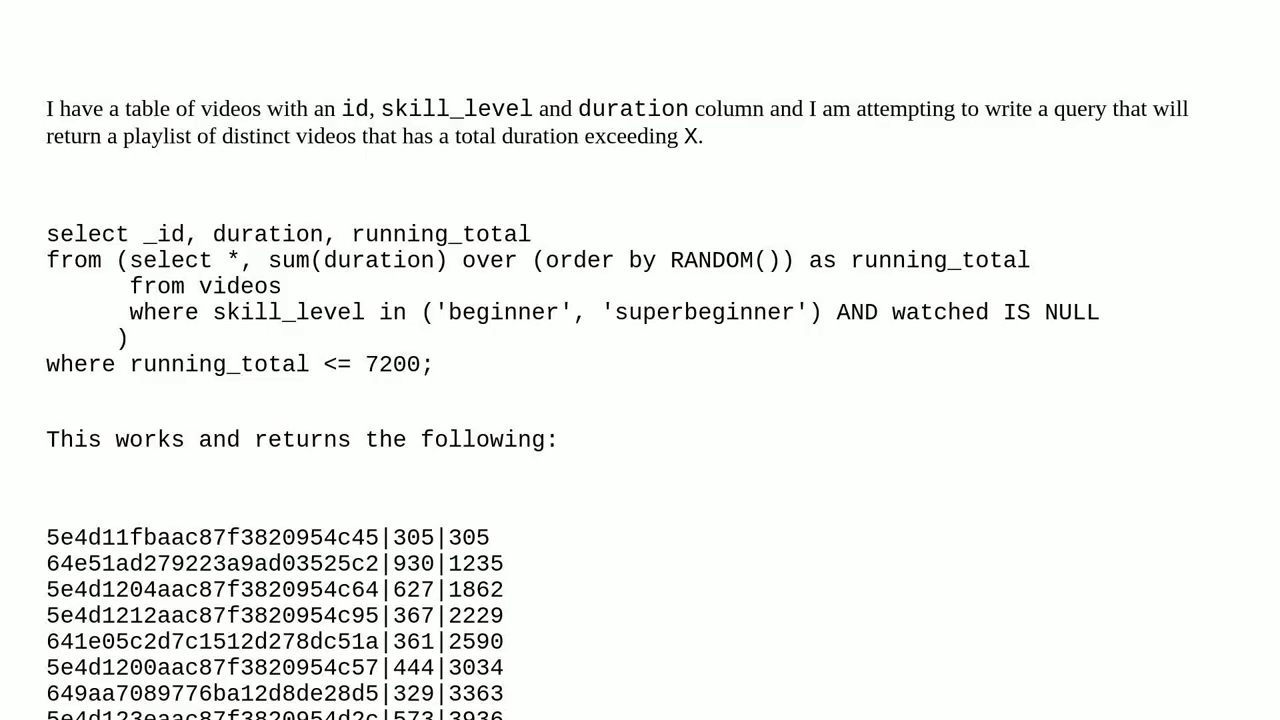 I have a table of videos with an id, skill_level and duration column and I am attempting to write a query that will
return a playlist of distinct videos that has a total duration exceeding X.
select _id, duration, running_total
from (select *, sum(duration) over (order by RANDOM()) as running_total
      from videos
      where skill_level in ('beginner', 'superbeginner') AND watched IS NULL
     )
where running_total <= 7200;
This works and returns the following:
5e4d11fbaac87f3820954c45|305|305
64e51ad279223a9ad03525c2|930|1235
5e4d1204aac87f3820954c64|627|1862
5e4d1212aac87f3820954c95|367|2229
641e05c2d7c1512d278dc51a|361|2590
5e4d1200aac87f3820954c57|444|3034
649aa7089776ba12d8de28d5|329|3363
5e4d123eaac87f3820954d2c|573|3936